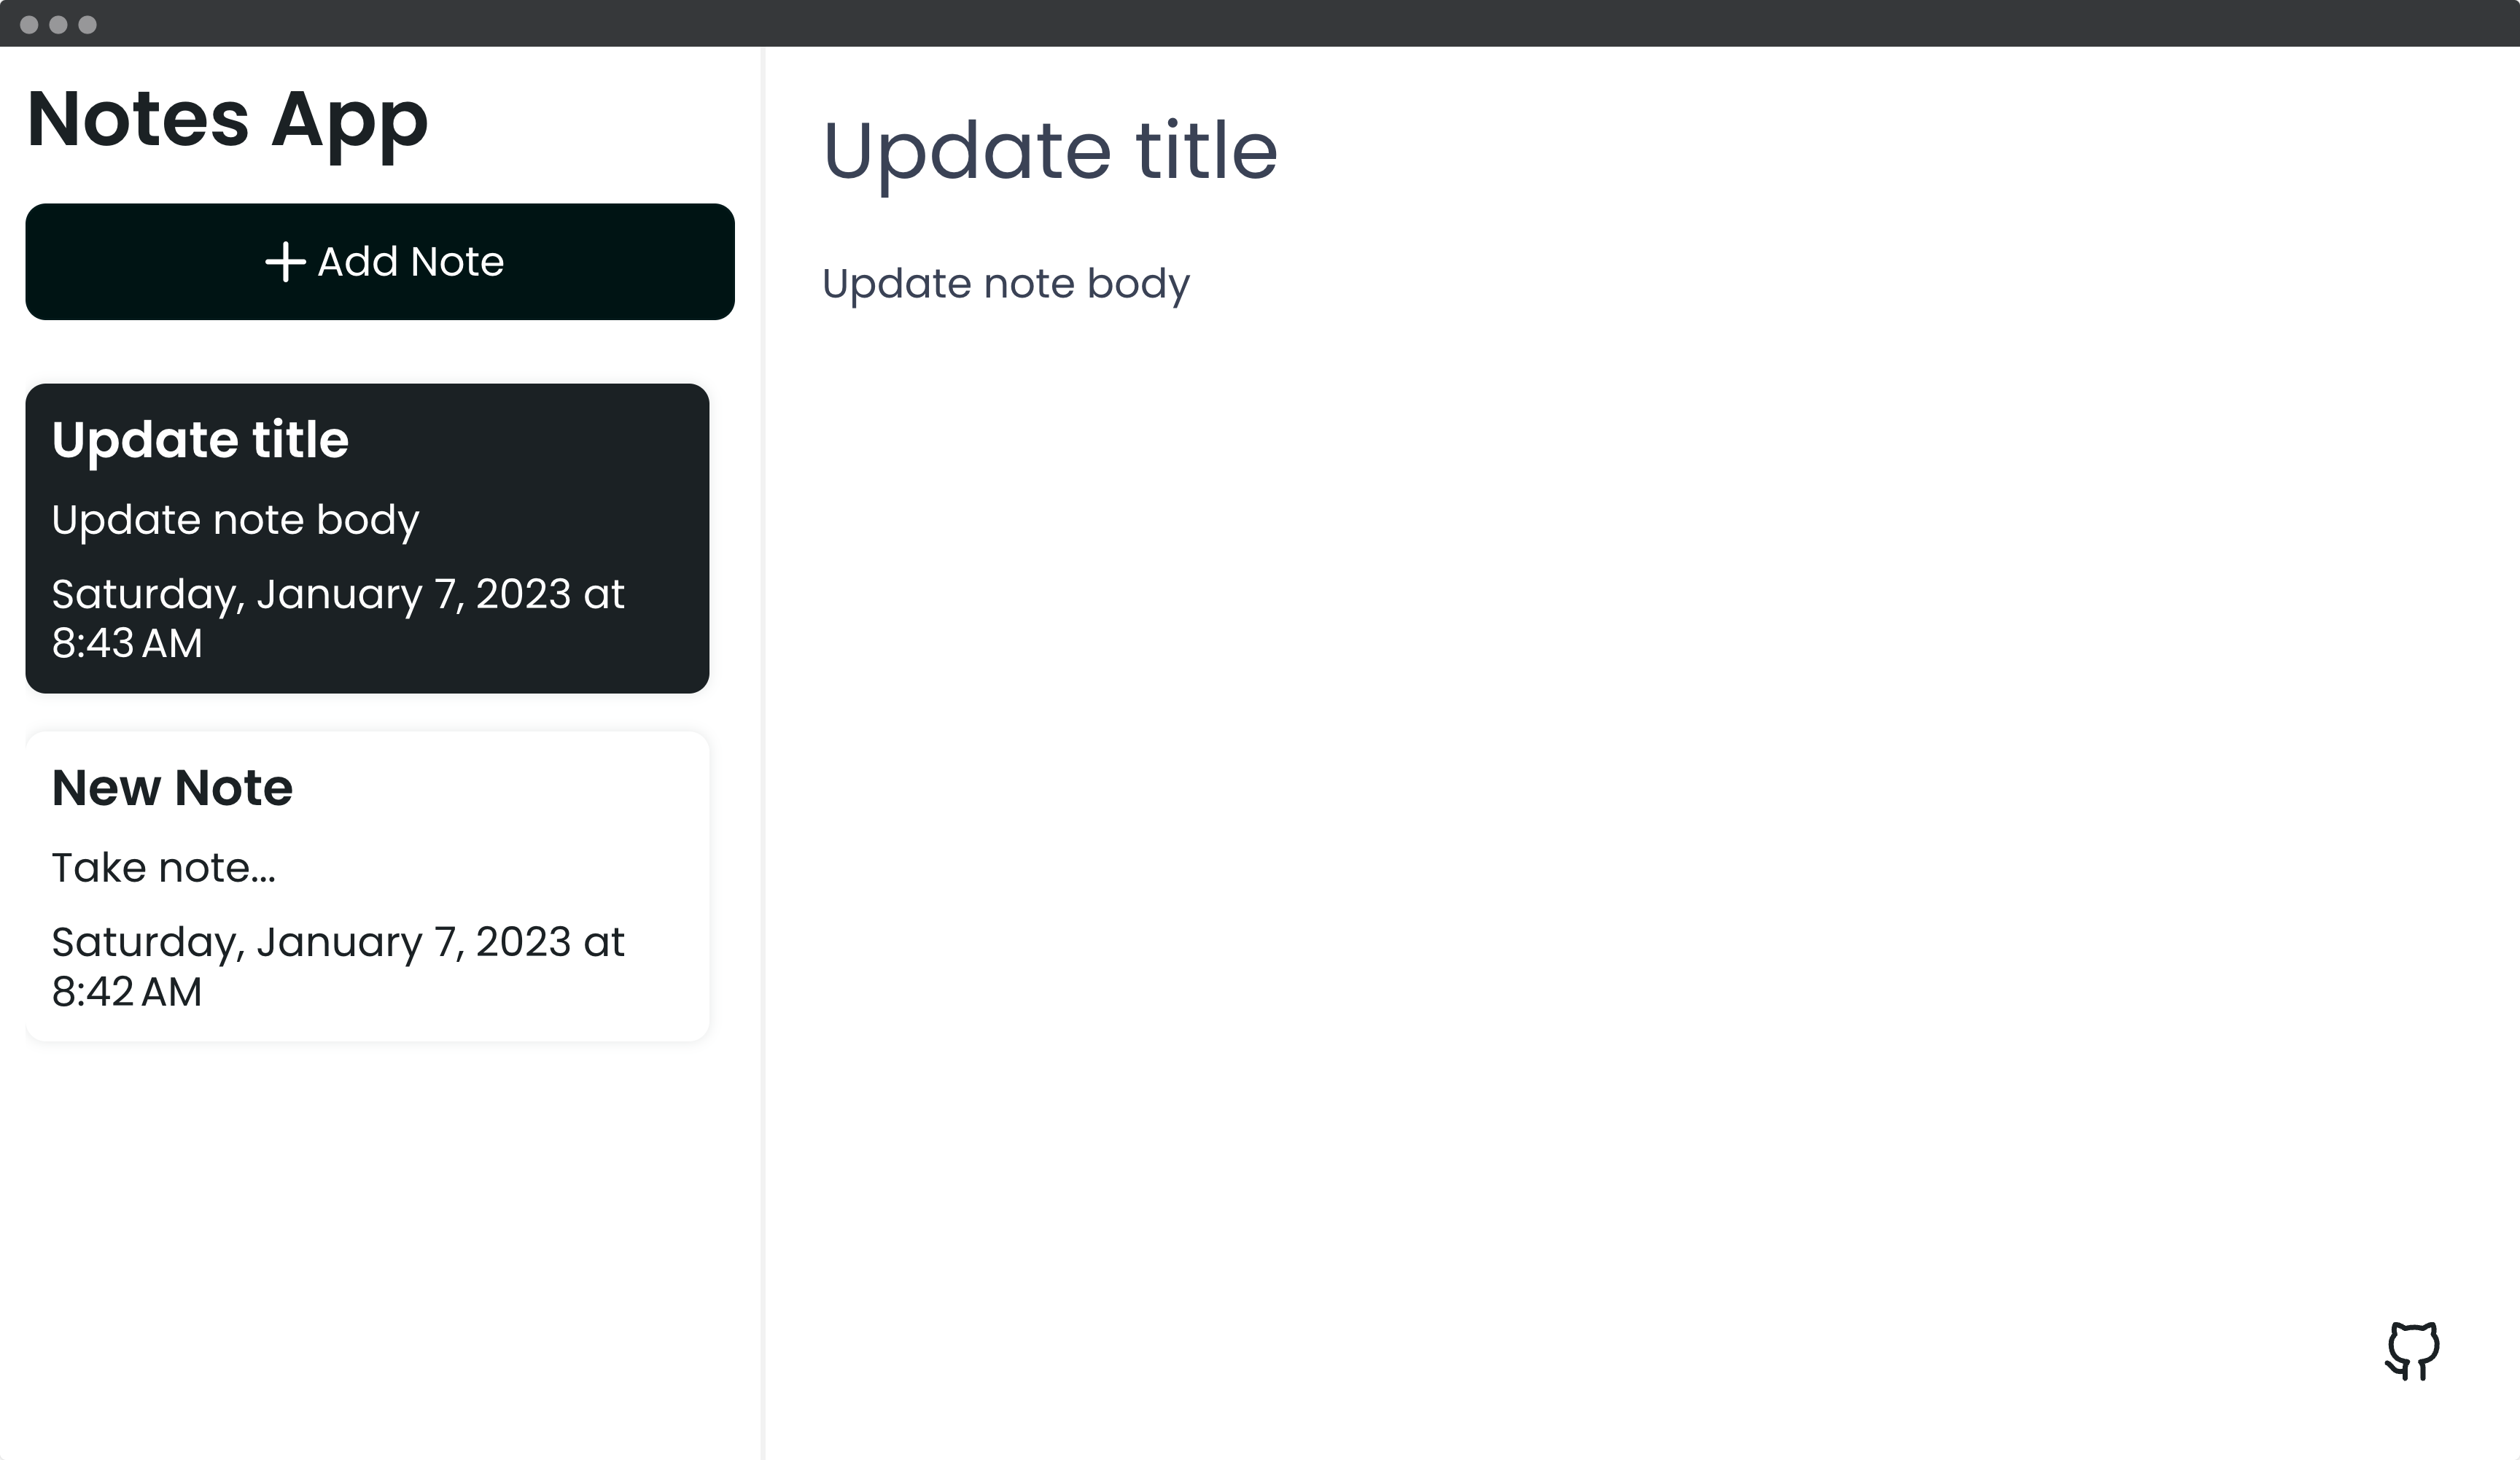 Notes App
Add Note
Update title
Update note body
Saturday, January 7, 2023 at
8:43 AM
New Note
Take note...
Saturday, January 7, 2023 at
8:42 AM
Update title
Update note body